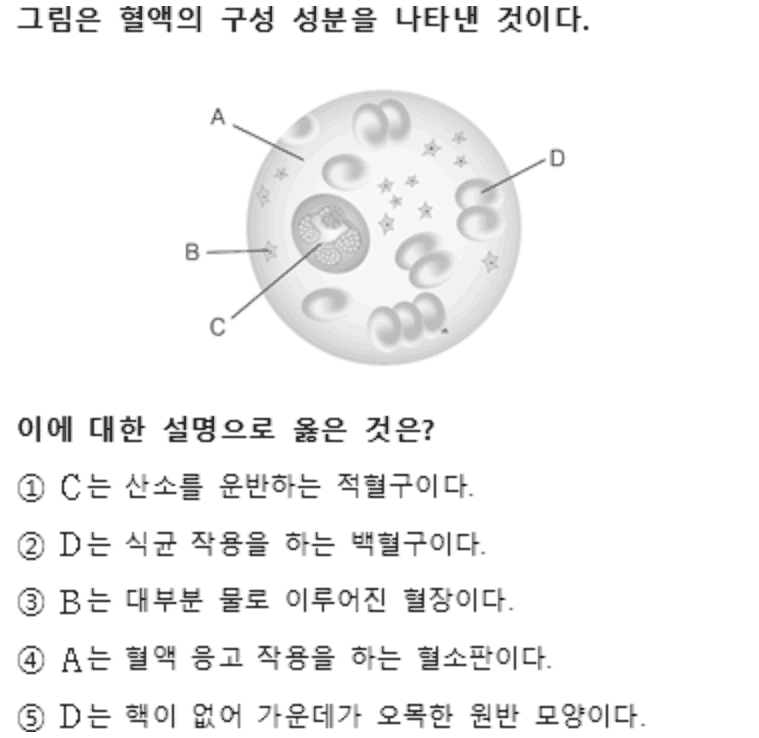 그림은 혈액의 구성 성분을 나타낸 것이다.
A
D
B
C
이에 대한 설명으로 옳은 것은?
① C는 산소를 운반하는 적혈구이다.
② D는 식균 작용을 하는 백혈구이다.
③ B는 대부분 물로 이루어진 혈장이다.
④ A는 혈액 응고 작용을 하는 혈소판이다.
⑤ D는 핵이 없어 가운데가 오목한 원반 모양이다.